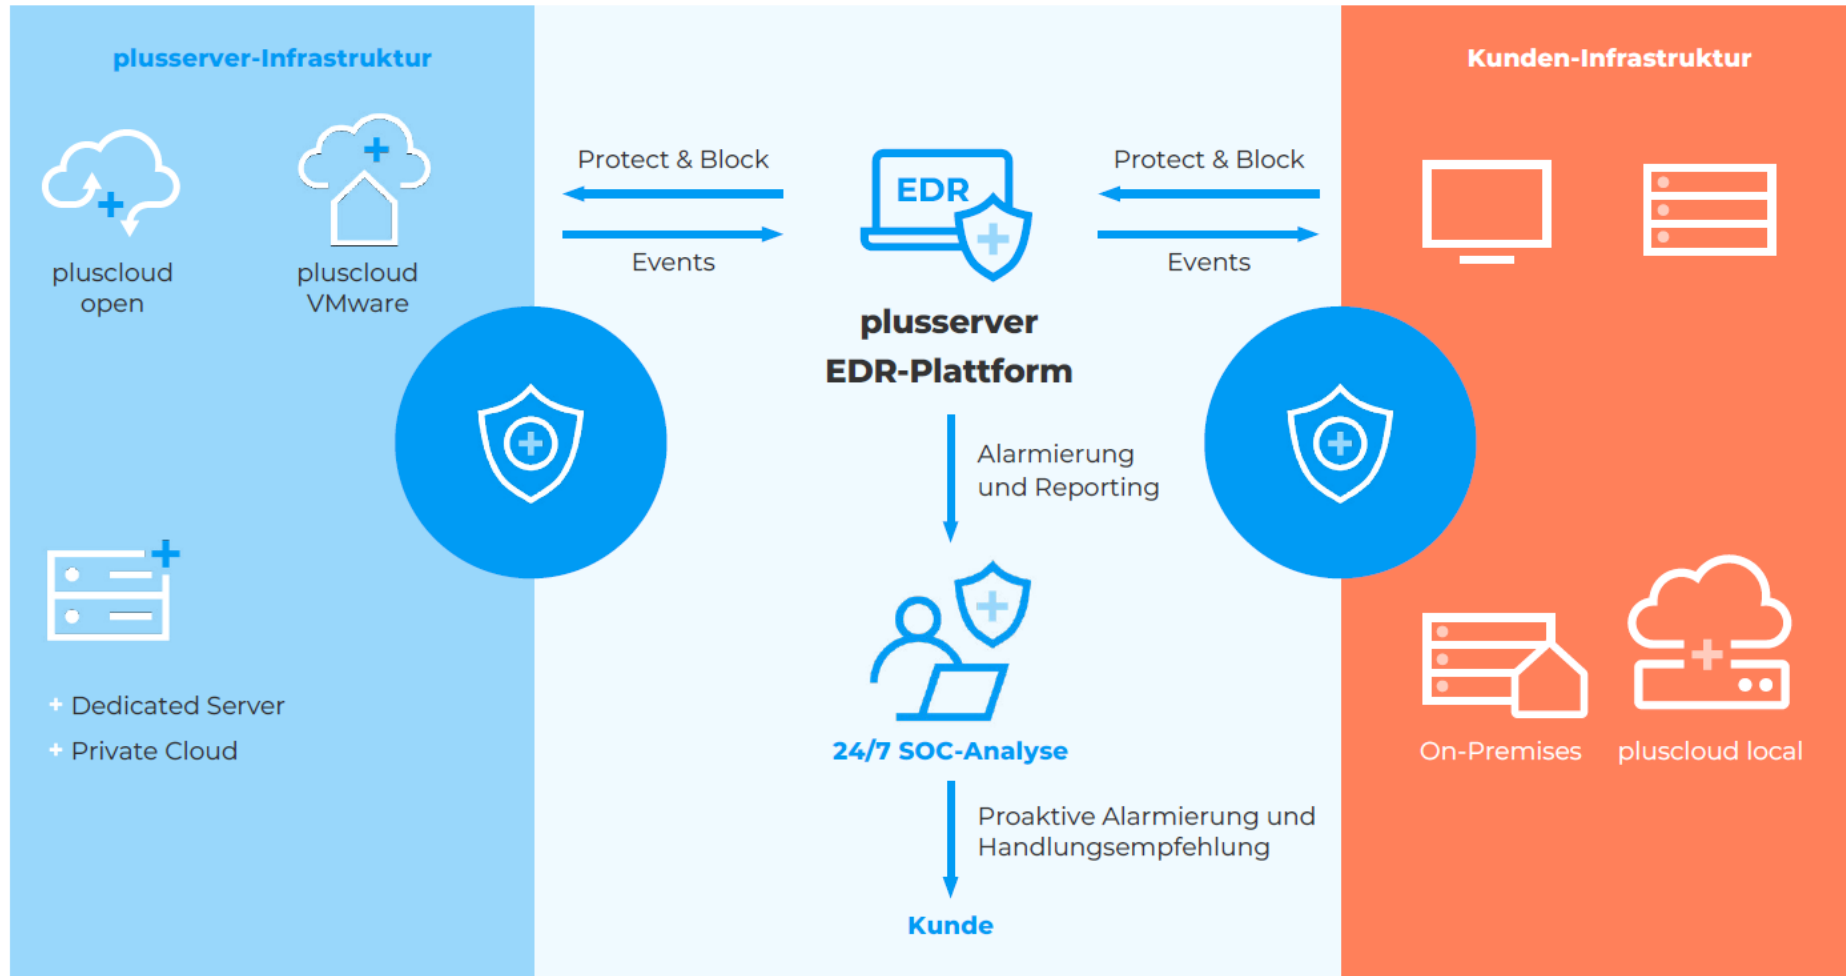 plusserver-Infrastruktur
pluscloud
open
pluscloud
VMware
+ Dedicated Server
+ Private Cloud
Protect & Block
Events
EDR
plusserver
EDR-Plattform
Protect & Block
Events
Alarmierung
und Reporting
24/7 SOC-Analyse
Proaktive Alarmierung und
Handlungsempfehlung
Kunde
Kunden-Infrastruktur
On-Premises
pluscloud local